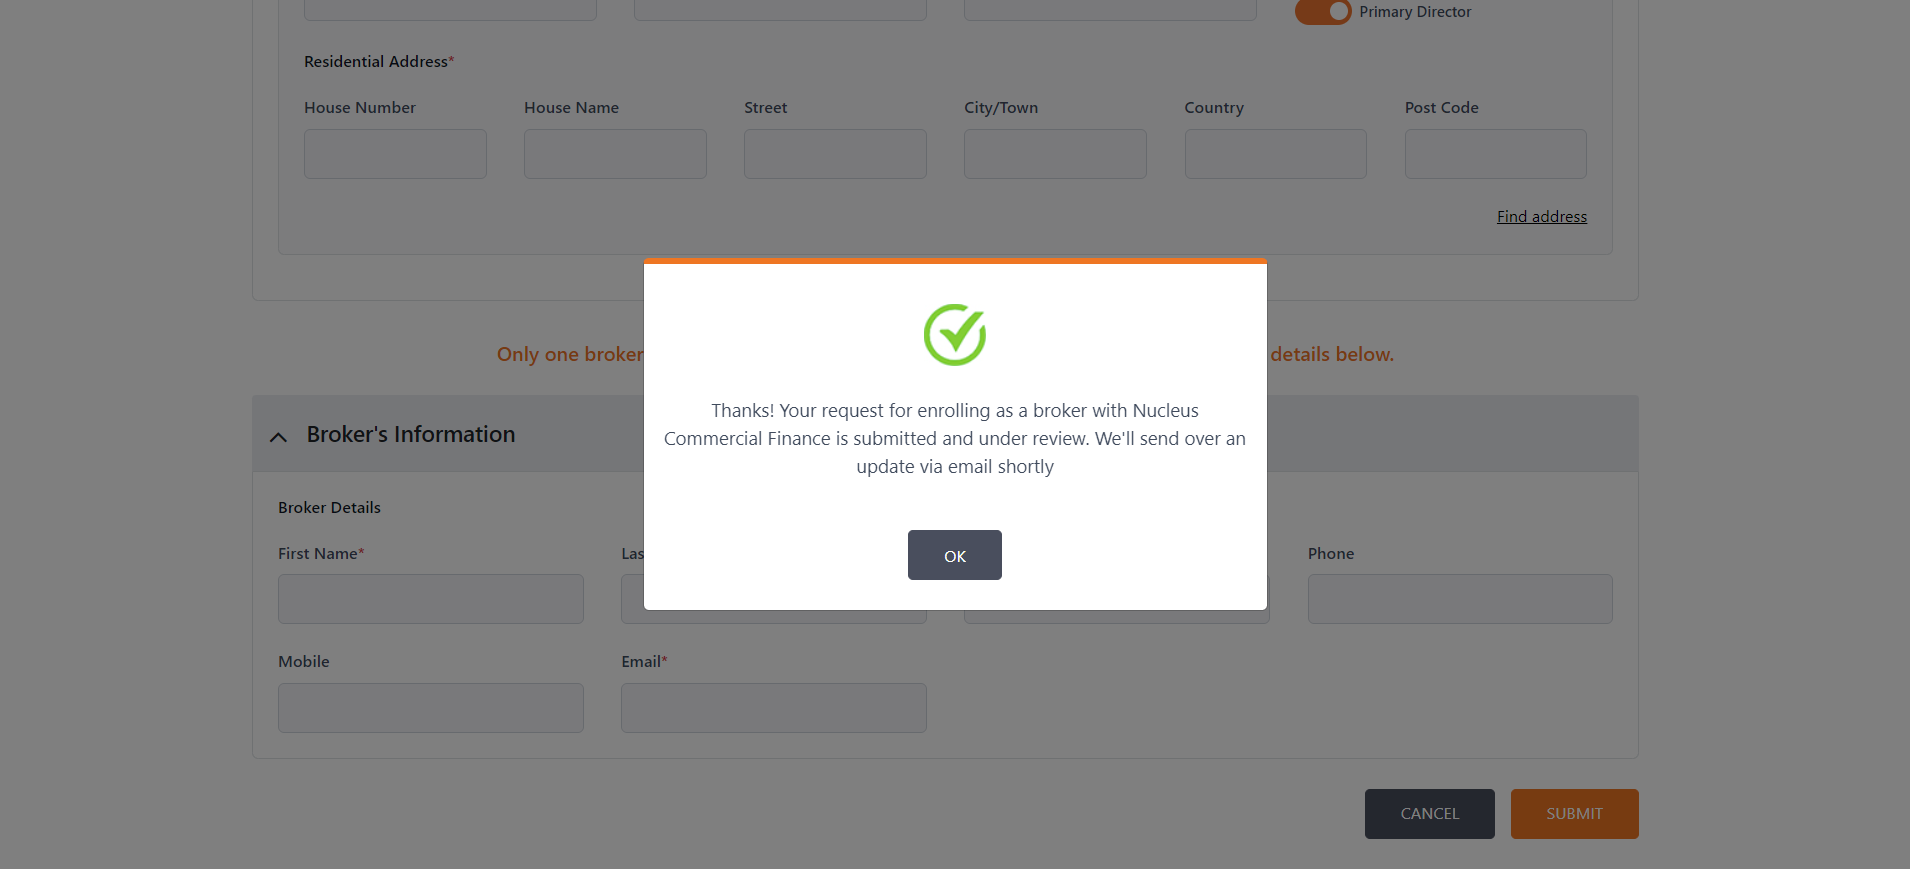 Primary Director
Residential Address*
House Number House Name Street City/Town Country Post Code
Find address
Only one broker details below.
Thanks! Your request for enrolling as a broker with Nucleus
Commercial Finance is submitted and under review. We'll send over an
update via email shortly
OK
Broker's Information
Broker Details
First Name* Las Phone
Mobile Email*
CANCEL SUBMIT